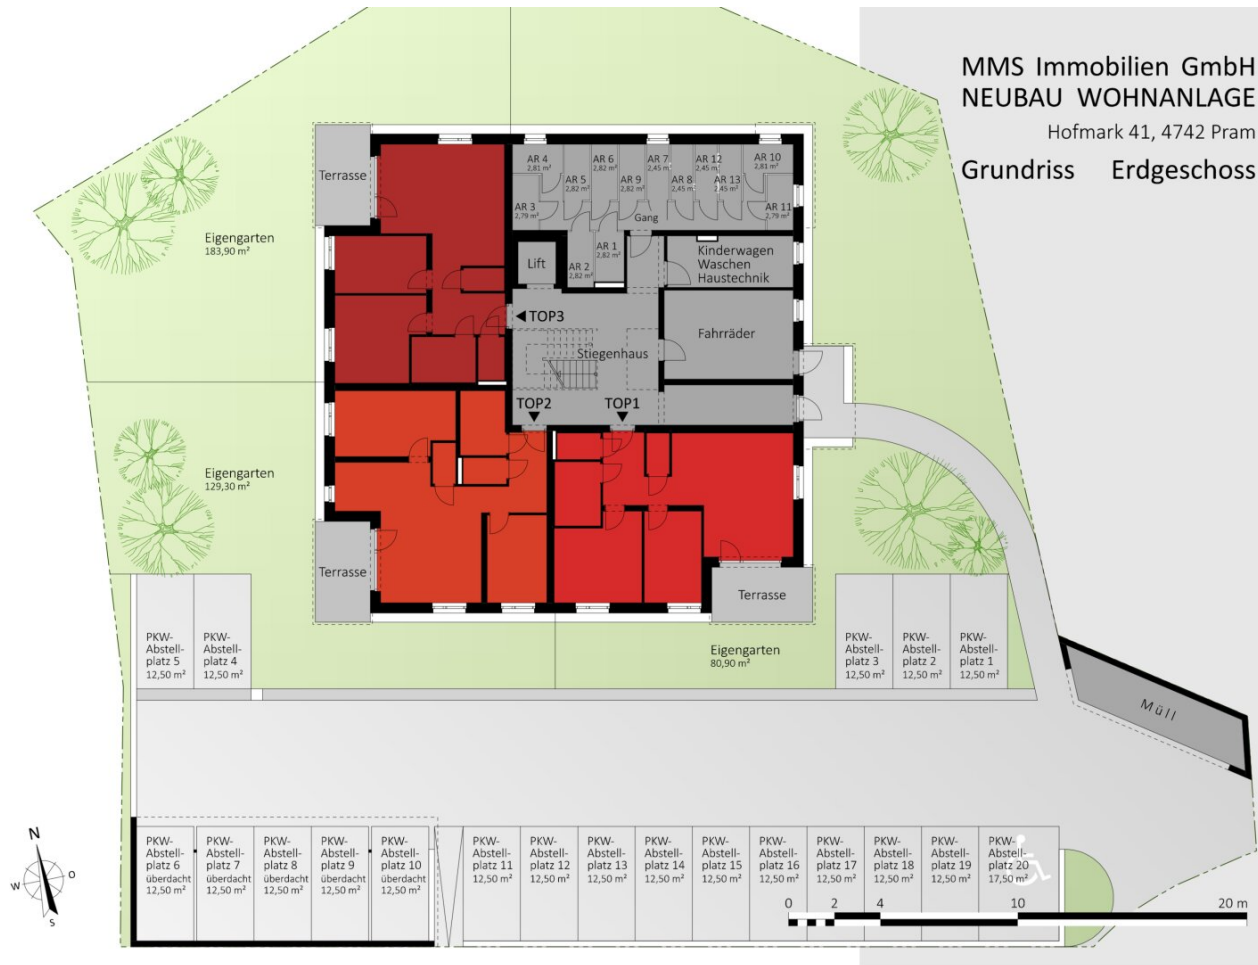 MMS Immobilien GmbH
NEUBAU WOHNANLAGE
Hofmark 41, 4742 Pram
Grundriss Erdgeschoss
Terrasse
AR 4
2,81 m²
AR 6
2,82 m²
AR 7
2,45 m²
AR 12
2,45 m²
AR 10
2,81 m²
AR 5
2,82 m²
AR 9
2,82 m²
AR 8
2,45 m²
AR 13
2,45 m²
AR 3
2,79 m²
AR 11
2,79 m²
Gang
Eigengarten
183,90 m²
AR 1
2,82 m²
AR 2
2,82 m²
Lift
Kinderwagen
Waschen
Haustechnik
TOP3
Fahrräder
Stiegenhaus
TOP2
TOP1
Eigengarten
129,30 m²
Terrasse
Terrasse
Eigengarten
80,90 m²
PKW-
Abstell-
platz 5
12,50 m²
PKW-
Abstell-
platz 4
12,50 m²
PKW-
Abstell-
platz 3
12,50 m²
PKW-
Abstell-
platz 2
12,50 m²
PKW-
Abstell-
platz 1
12,50 m²
Müll
PKW-
Abstell-
platz 6
überdacht
12,50 m²
PKW-
Abstell-
platz 7
überdacht
12,50 m²
PKW-
Abstell-
platz 8
überdacht
12,50 m²
PKW-
Abstell-
platz 9
überdacht
12,50 m²
PKW-
Abstell-
platz 10
überdacht
12,50 m²
PKW-
Abstell-
platz 11
12,50 m²
PKW-
Abstell-
platz 12
12,50 m²
PKW-
Abstell-
platz 13
12,50 m²
PKW-
Abstell-
platz 14
12,50 m²
PKW-
Abstell-
platz 15
12,50 m²
PKW-
Abstell-
platz 16
12,50 m²
PKW-
Abstell-
platz 17
12,50 m²
PKW-
Abstell-
platz 18
12,50 m²
PKW-
Abstell-
platz 19
12,50 m²
PKW-
Abstell-
platz 20
17,50 m²
N
W
O
S
0 2 4 10 20 m